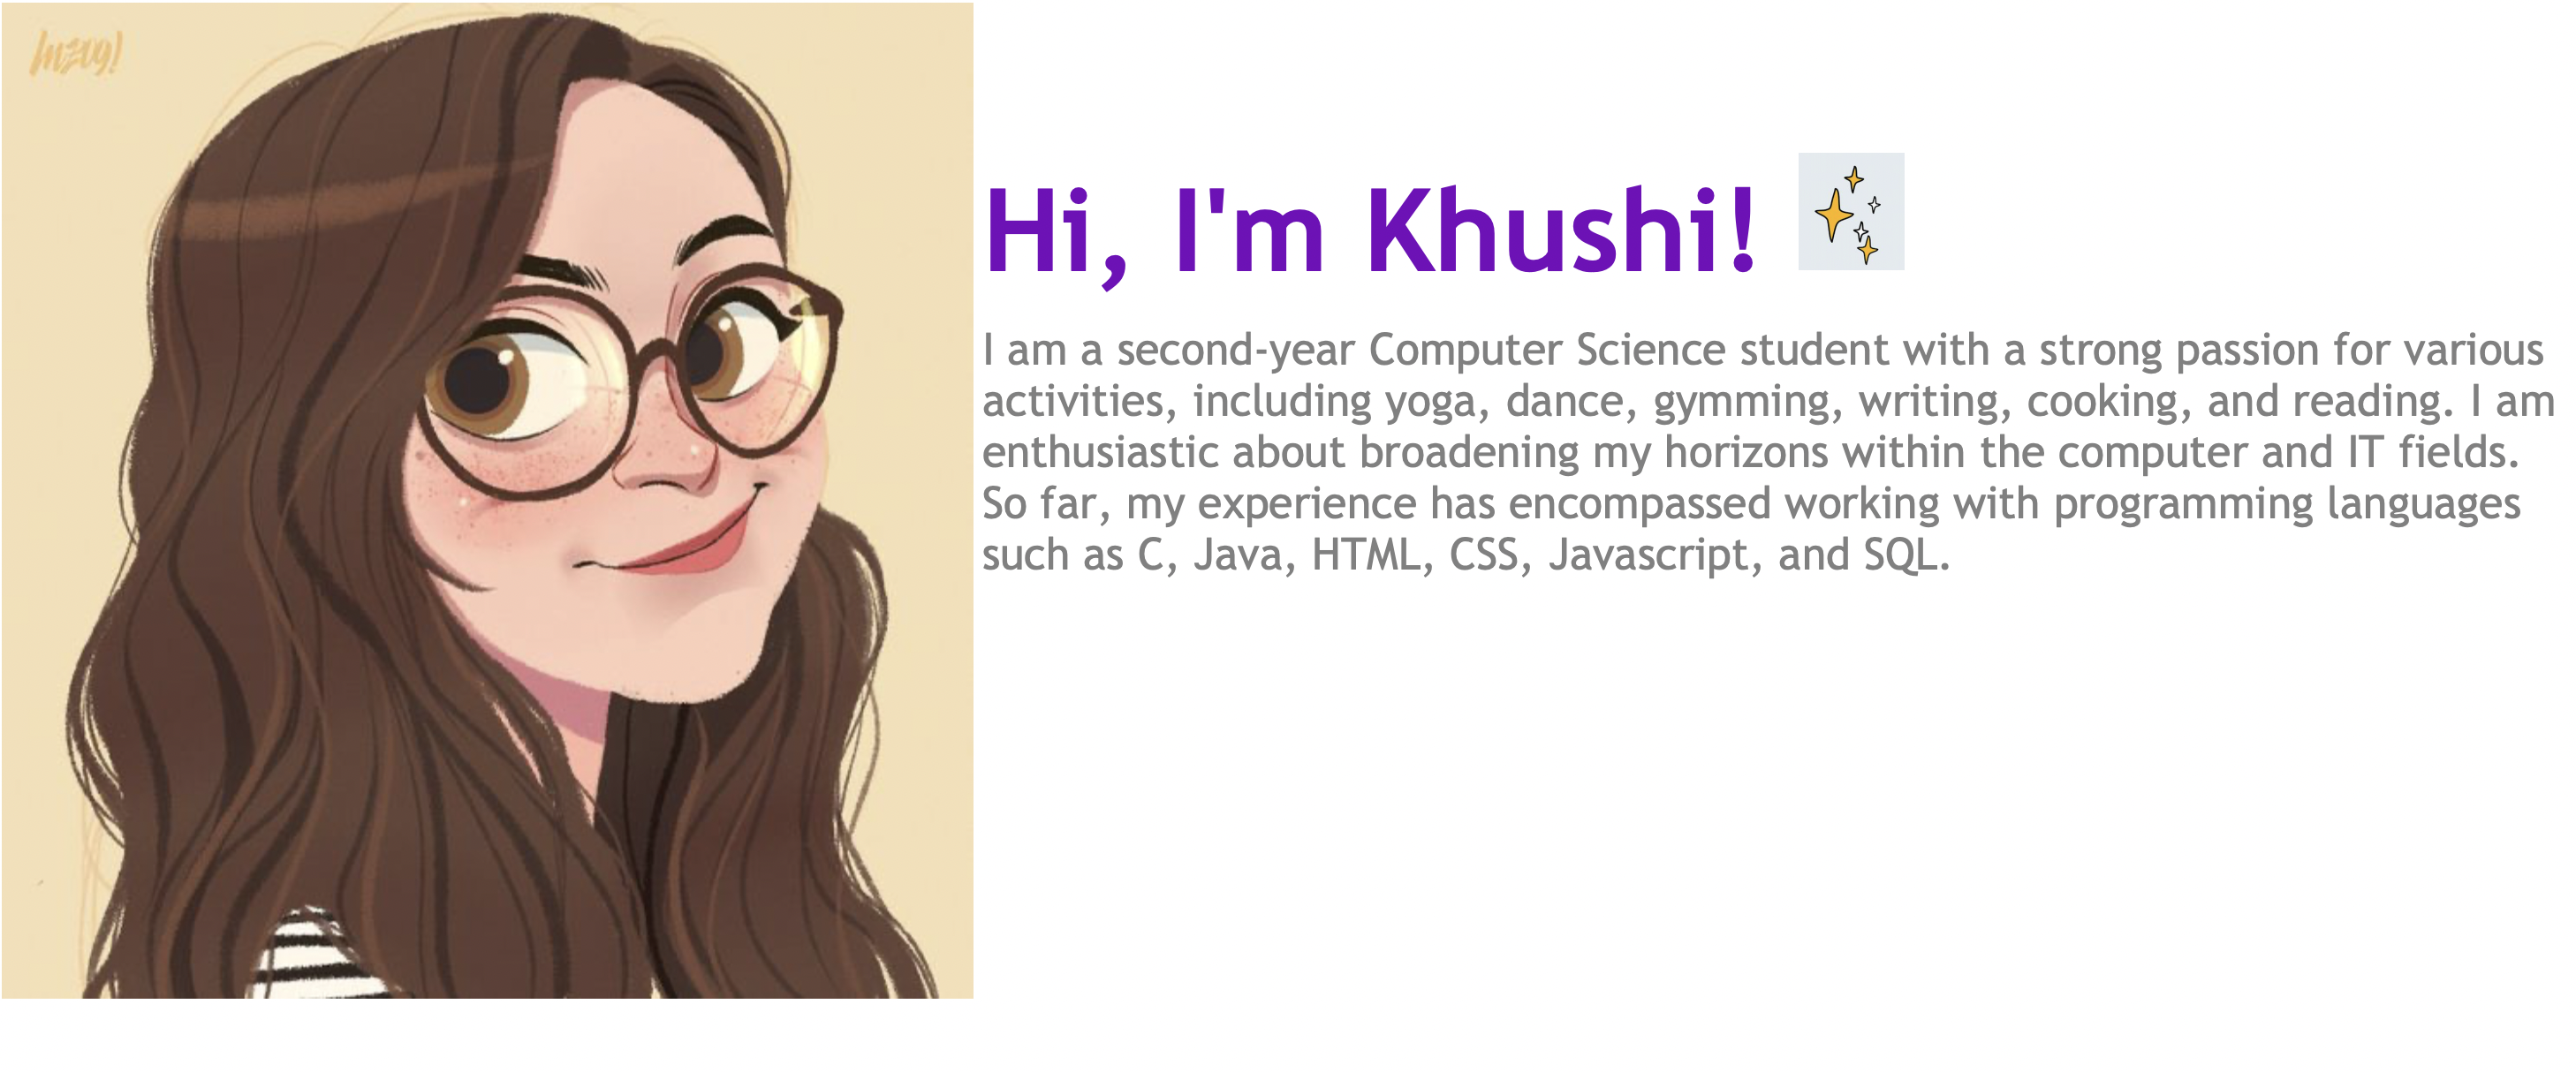 Hi, I'm Khushi!
I am a second-year Computer Science student with a strong passion for various
activities, including yoga, dance, gymming, writing, cooking, and reading. I am
enthusiastic about broadening my horizons within the computer and IT fields.
So far, my experience has encompassed working with programming languages
such as C, Java, HTML, CSS, Javascript, and SQL.